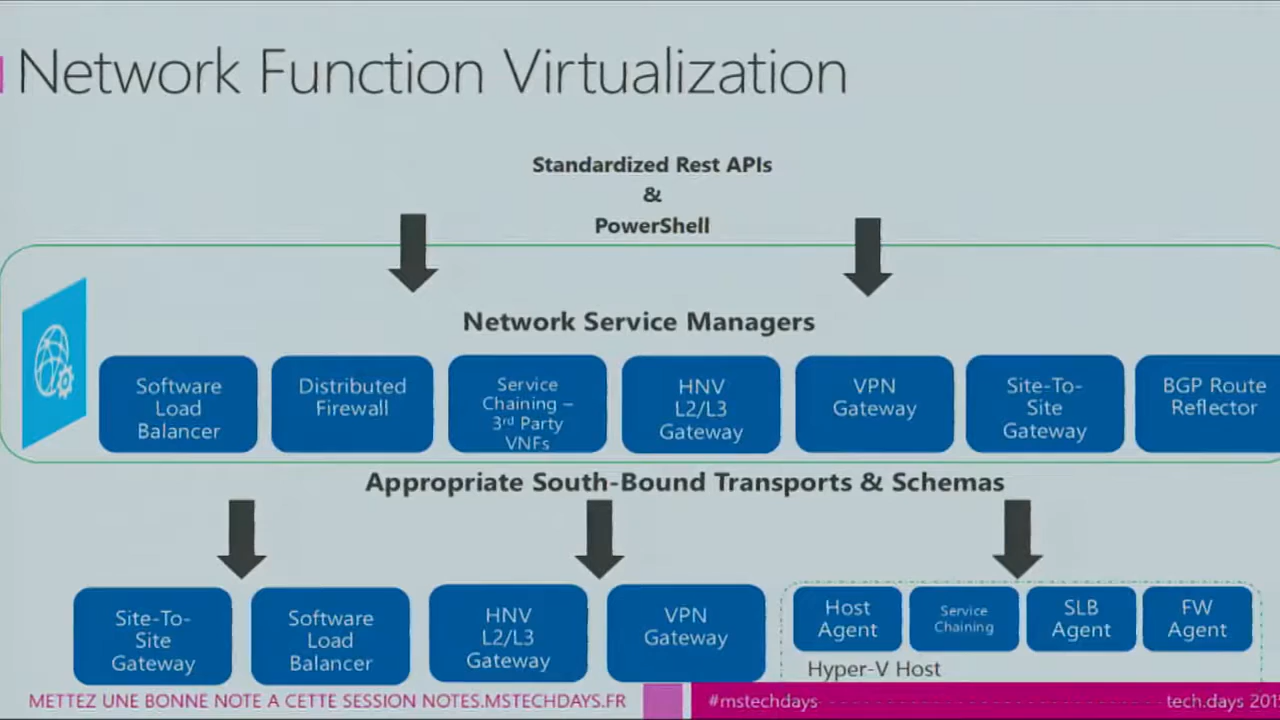 Network Function Virtualization
Standardized Rest APIs
&
PowerShell
Network Service Managers
Software
Load
Balancer
Distributed
Firewall
Service
Chaining –
3rd Party
VNFs
HNV
L2/L3
Gateway
VPN
Gateway
Site-To-
Site
Gateway
BGP Route
Reflector
Appropriate South-Bound Transports & Schemas
Site-To-
Site
Gateway
Software
Load
Balancer
HNV
L2/L3
Gateway
VPN
Gateway
Host
Agent
Service
Chaining
SLB
Agent
FW
Agent
Hyper-V Host
METTEZ UNE BONNE NOTE A CETTE SESSION NOTES.MSTECHDAYS.FR
#mstechdays
tech.days 201